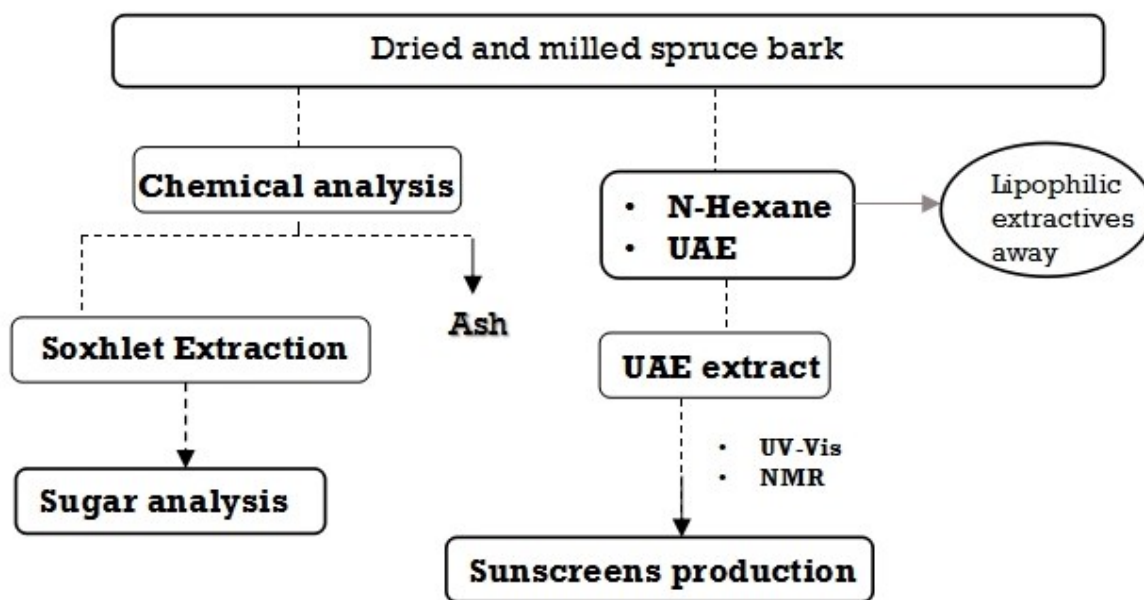 Dried and milled spruce bark
Chemical analysis
• N-Hexane
• UAE
Lipophilic
extractives
away
Ash
Soxhlet Extraction
UAE extract
• UV-Vis
• NMR
Sugar analysis
Sunscreens production